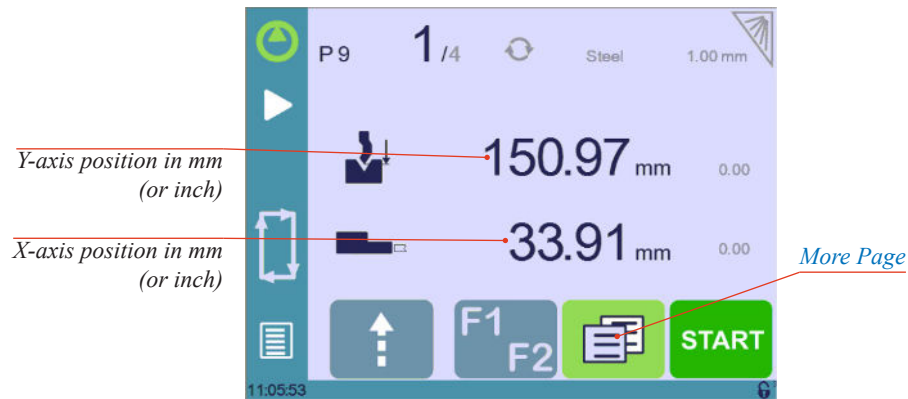 P 9 1 /4 Steel 1.00 mm
Y-axis position in mm
(or inch)
150.97 mm 0.00
X-axis position in mm
(or inch)
33.91 mm 0.00
More Page
F1
F2
START
11:05:53